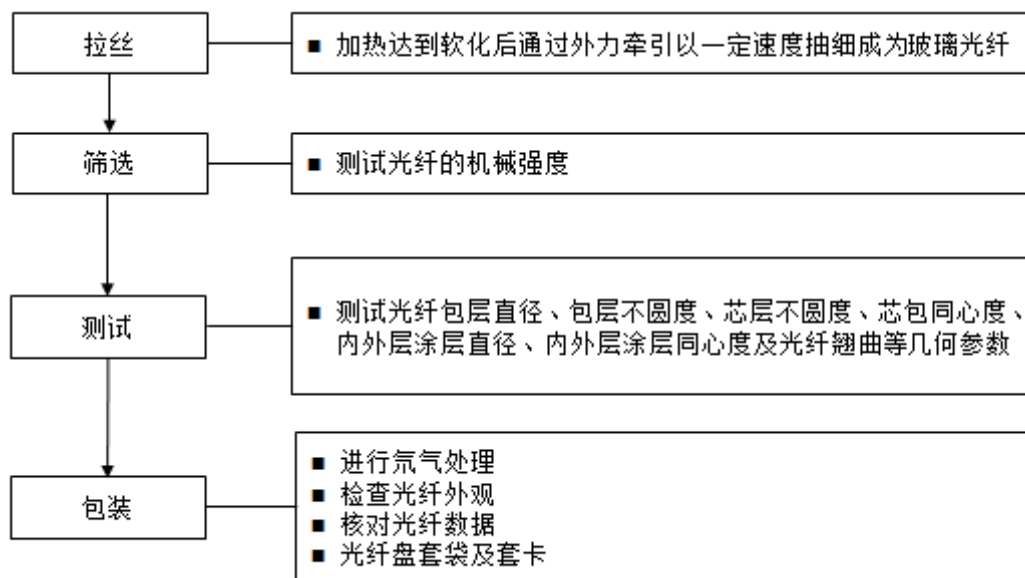 拉丝
■ 加热达到软化后通过外力牵引以一定速度抽细成为玻璃光纤
筛选
■ 测试光纤的机械强度
测试
■ 测试光纤包层直径、包层不圆度、芯层不圆度、芯包同心度、
内外层涂层直径、内外层涂层同心度及光纤翘曲等几何参数
包装
■ 进行氘气处理
■ 检查光纤外观
■ 核对光纤数据
■ 光纤盘套袋及套卡